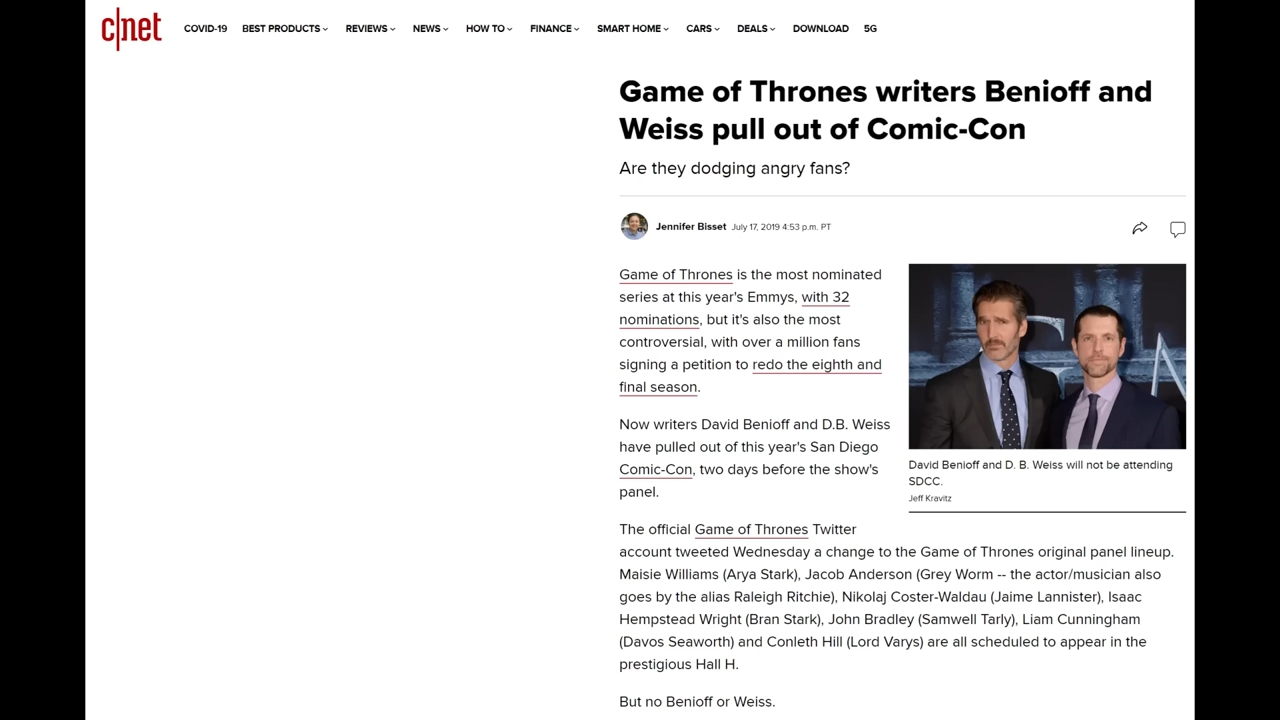 c|net
COVID-19 BEST PRODUCTS REVIEWS NEWS HOW TO FINANCE SMART HOME CARS DEALS DOWNLOAD 5G
Game of Thrones writers Benioff and
Weiss pull out of Comic-Con
Are they dodging angry fans?
Jennifer Bisset July 17, 2019 4:53 p.m. PT
Game of Thrones is the most nominated
series at this year's Emmys, with 32
nominations, but it's also the most
controversial, with over a million fans
signing a petition to redo the eighth and
final season.
Now writers David Benioff and D.B. Weiss
have pulled out of this year's San Diego
Comic-Con, two days before the show's
panel.
David Benioff and D. B. Weiss will not be attending
SDCC.
Jeff Kravitz
The official Game of Thrones Twitter
account tweeted Wednesday a change to the Game of Thrones original panel lineup.
Maisie Williams (Arya Stark), Jacob Anderson (Grey Worm -- the actor/musician also
goes by the alias Raleigh Ritchie), Nikolaj Coster-Waldau (Jaime Lannister), Isaac
Hempstead Wright (Bran Stark), John Bradley (Samwell Tarly), Liam Cunningham
(Davos Seaworth) and Conleth Hill (Lord Varys) are all scheduled to appear in the
prestigious Hall H.
But no Benioff or Weiss.